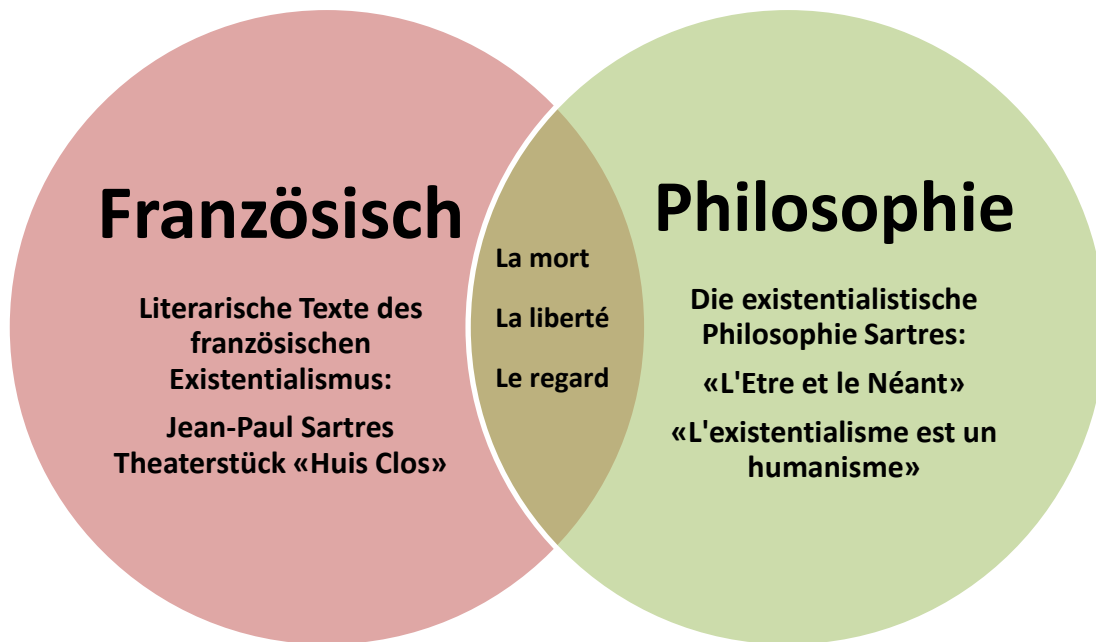 Französisch
Literarische Texte des
französischen
Existentialismus:
Jean-Paul Sartres
Theaterstück «Huis Clos»
La mort
La liberté
Le regard
Philosophie
Die existentialistische
Philosophie Sartres:
«L'Etre et le Néant»
«L'existentialisme est un
humanisme»